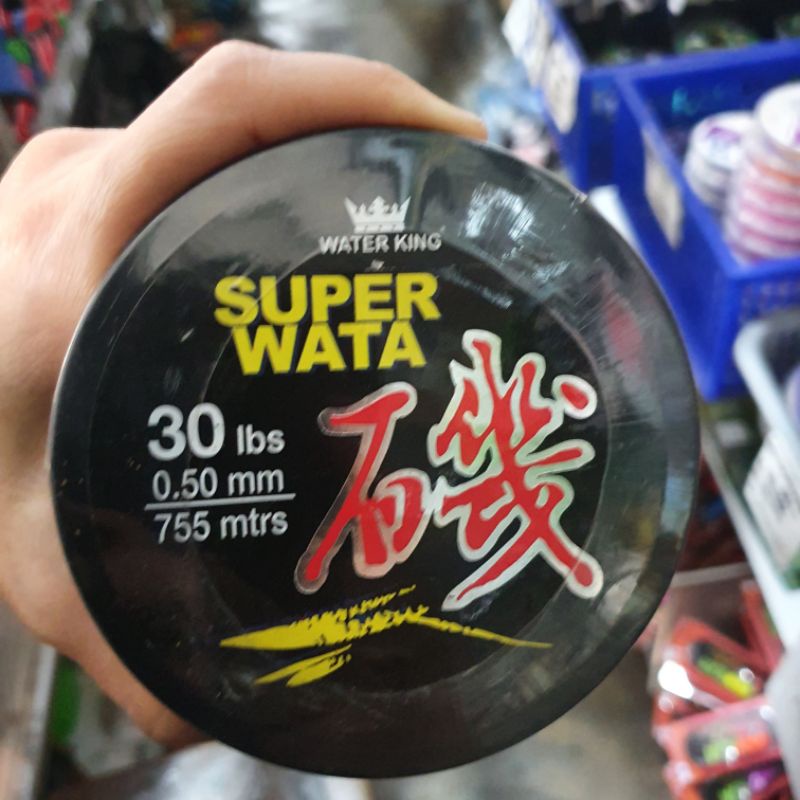 WATER KING
SUPER
WATA
30 lbs
0.50 mm
755 mtrs
磯